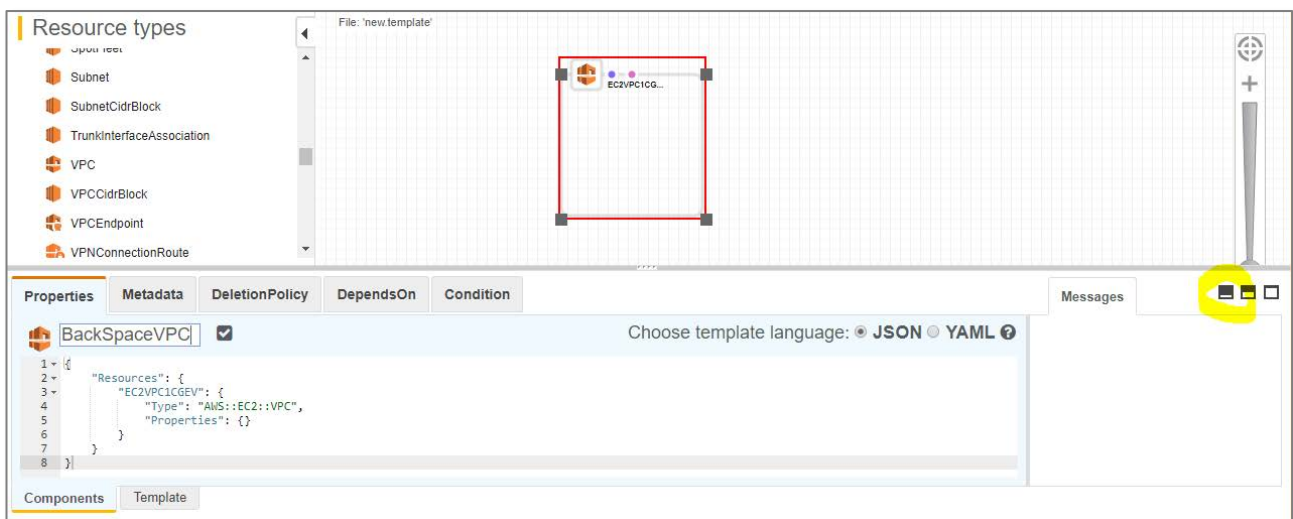 Resource types
SpotFleet
Subnet
SubnetCidrBlock
TrunkInterfaceAssociation
VPC
VPCCidrBlock
VPCEndpoint
VPNConnectionRoute
File: 'new.template'
EC2VPC1CG...
Properties Metadata DeletionPolicy DependsOn Condition
Messages
BackSpaceVPC
Choose template language: JSON YAML
1 {
2 "Resources": {
3 "EC2VPC1CGEV": {
4 "Type": "AWS::EC2::VPC",
5 "Properties": {}
6 }
7 }
8 }
Components Template